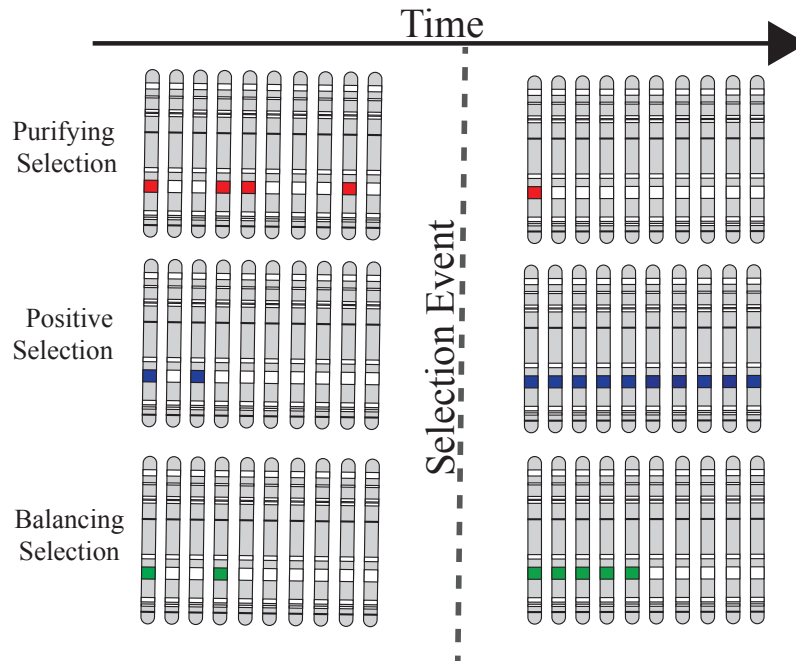 Time
Purifying
Selection
Selection Event
Positive
Selection
Balancing
Selection